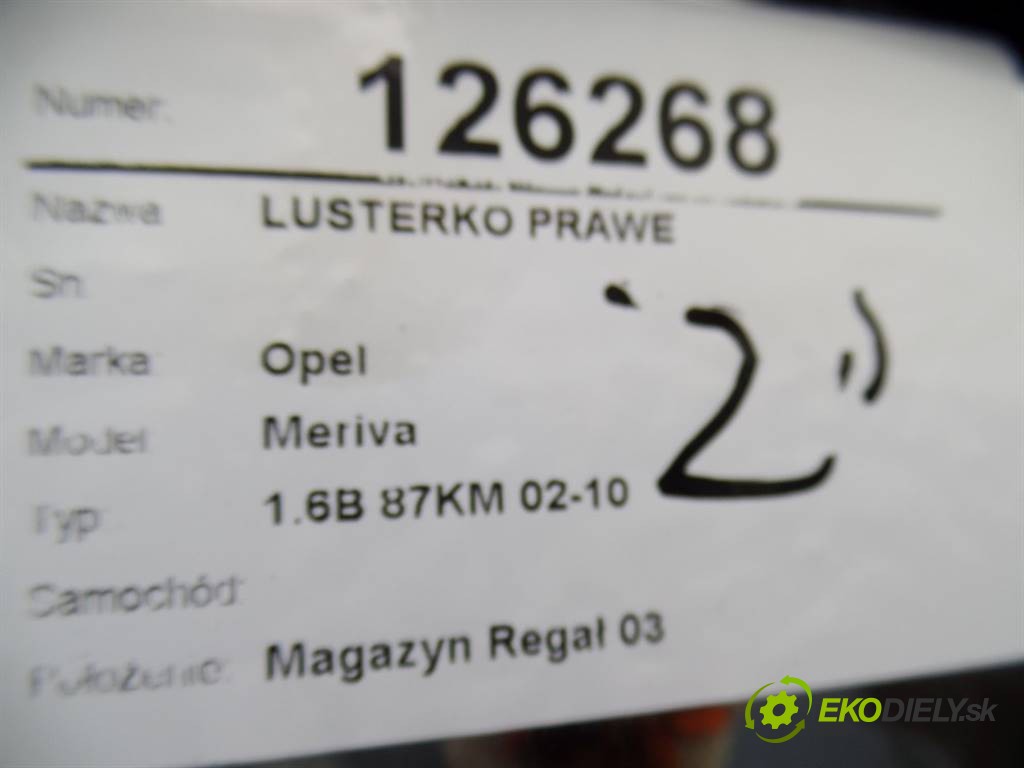 Numer: 126268
Nazwa LUSTERKO PRAWE
Sn
Marka Opel
Model Meriva
Typ: 1.6B 87KM 02-10
Samochód:
Położenie: Magazyn Regał 03
2
EKODIELY.sk